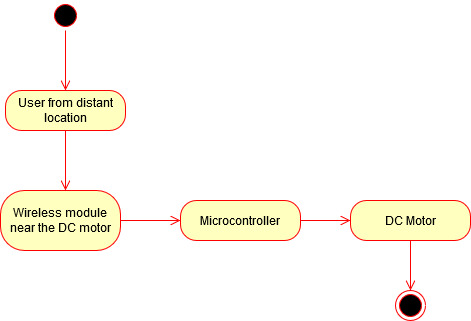 User from distant
location
Wireless module
near the DC motor
Microcontroller
DC Motor